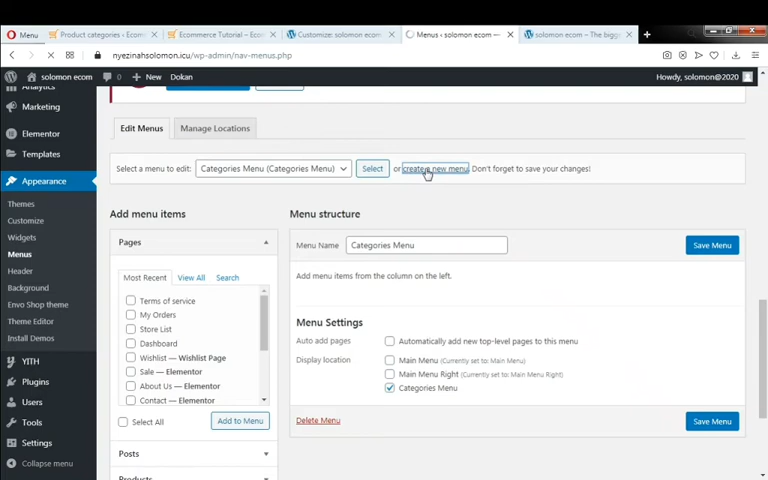 Menu
Product categories ‹ Ecomm
Ecommerce Tutorial – Econ
Customize: solomon ecom
Menus ‹ solomon ecom —
solomon ecom – The bigg
nyezinahsolomon.icu/wp-admin/nav-menus.php
solomon ecom
0
New
Dokan
Howdy, solomon@2020
Analytics
Marketing
Elementor
Templates
Appearance
Themes
Customize
Widgets
Menus
Header
Background
Envo Shop theme
Theme Editor
Install Demos
YITH
Plugins
Users
Tools
Settings
Collapse menu
Edit Menus
Manage Locations
Select a menu to edit:
Categories Menu (Categories Menu)
Select
or create a new menu. Don't forget to save your changes!
Add menu items
Pages
Most Recent
View All
Search
Terms of service
My Orders
Store List
Dashboard
Wishlist — Wishlist Page
Sale — Elementor
About Us — Elementor
Contact — Elementor
Select All
Add to Menu
Posts
Products
Menu structure
Menu Name
Categories Menu
Save Menu
Add menu items from the column on the left.
Menu Settings
Auto add pages
Automatically add new top-level pages to this menu
Display location
Main Menu (Currently set to: Main Menu)
Main Menu Right (Currently set to: Main Menu Right)
Categories Menu
Delete Menu
Save Menu